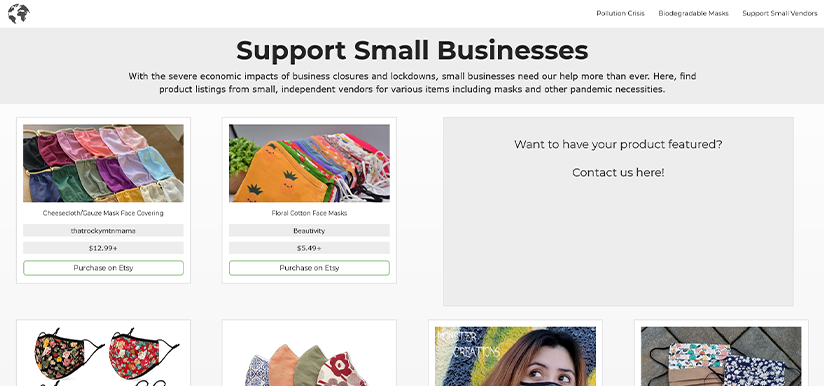 Pollution Crisis Biodegradable Masks Support Small Vendors
Support Small Businesses
With the severe economic impacts of business closures and lockdowns, small businesses need our help more than ever. Here, find
product listings from small, independent vendors for various items including masks and other pandemic necessities.
Cheesecloth/Gauze Mask Face Covering
thatrockymtnmama
$12.99+
Purchase on Etsy
Floral Cotton Face Masks
Beautivity
$5.49+
Purchase on Etsy
Want to have your product featured?
Contact us here!
MONSTER
CREATIONS